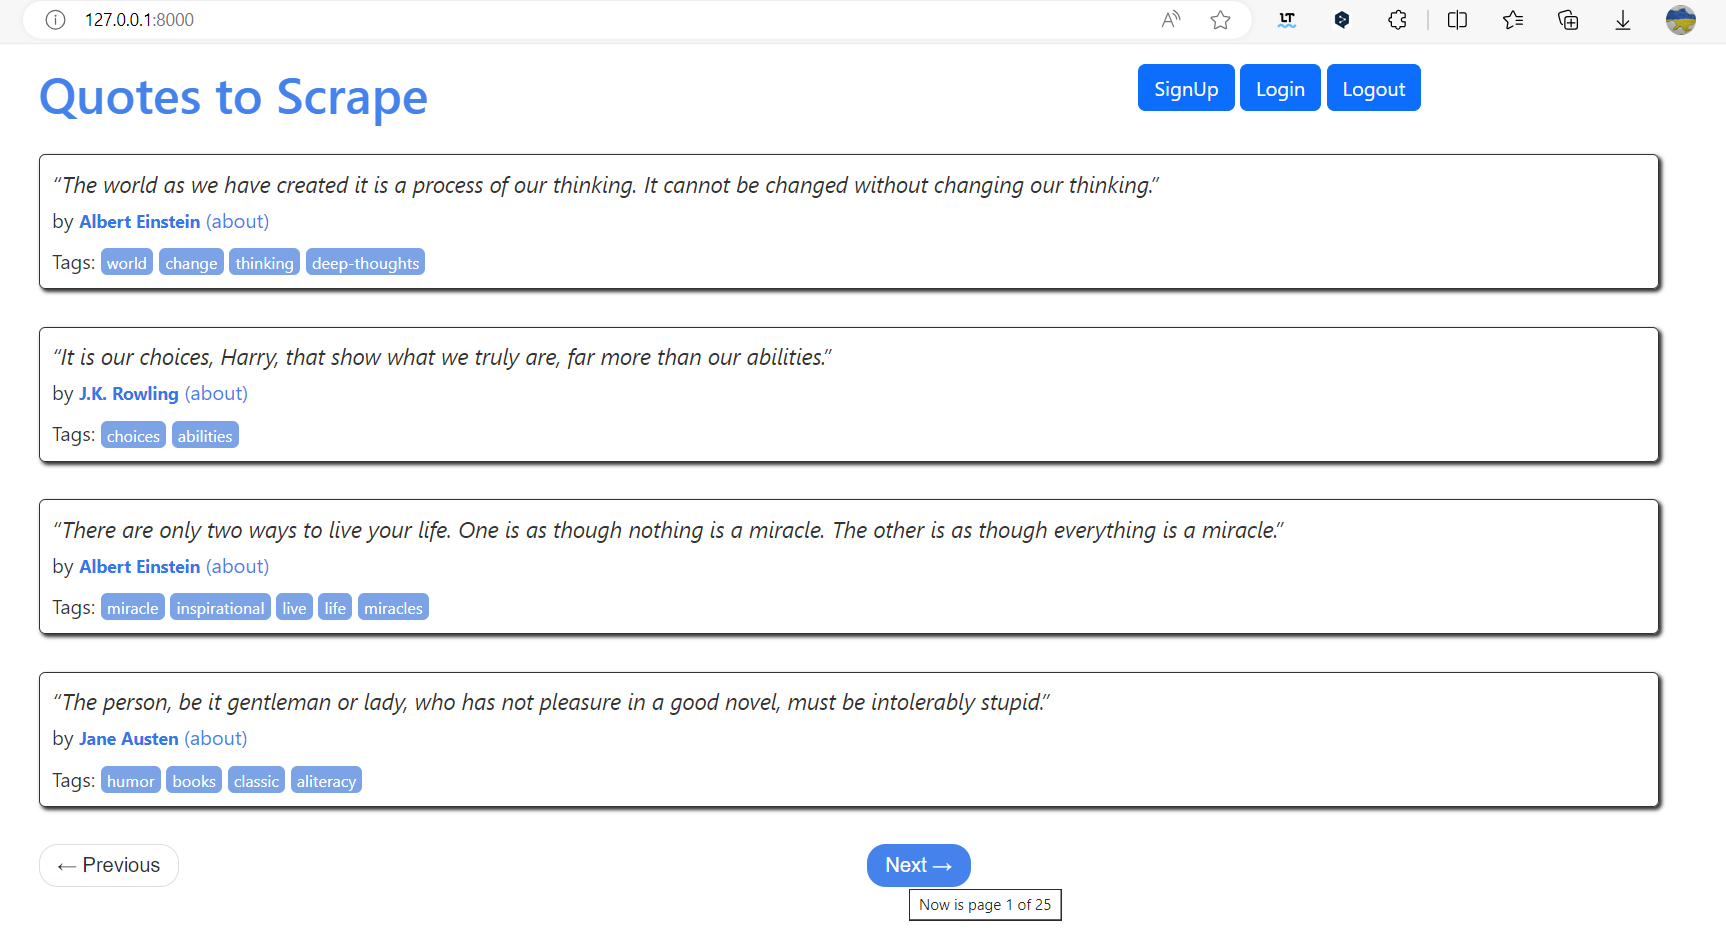 127.0.0.1:8000
A
LT
Quotes to Scrape
SignUp Login Logout
“The world as we have created it is a process of our thinking. It cannot be changed without changing our thinking.”
by Albert Einstein (about)
Tags: world change thinking deep-thoughts
“It is our choices, Harry, that show what we truly are, far more than our abilities.”
by J.K. Rowling (about)
Tags: choices abilities
“There are only two ways to live your life. One is as though nothing is a miracle. The other is as though everything is a miracle.”
by Albert Einstein (about)
Tags: miracle inspirational live life miracles
“The person, be it gentleman or lady, who has not pleasure in a good novel, must be intolerably stupid.”
by Jane Austen (about)
Tags: humor books classic aliteracy
← Previous Next →
Now is page 1 of 25